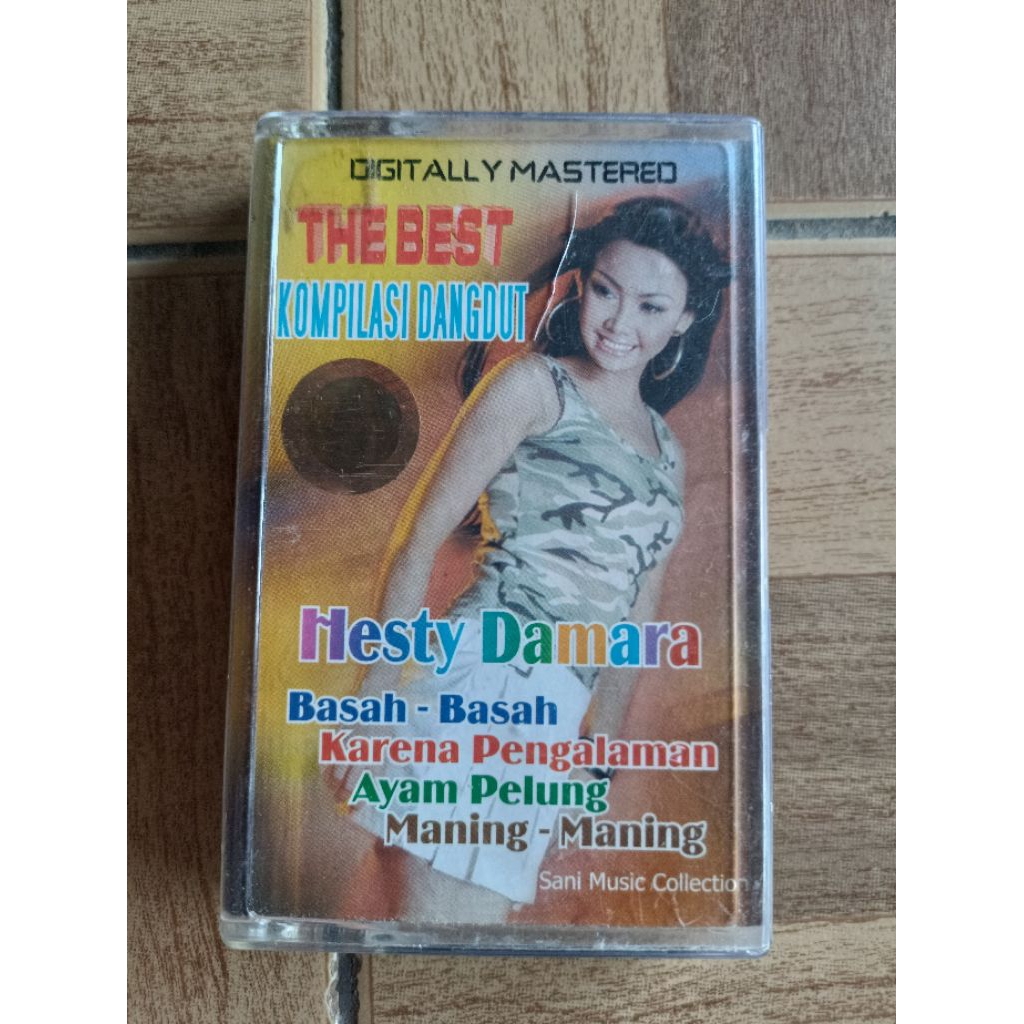 DIGITALLY MASTERED
THE BEST
KOMPILASI DANGDUT
Hesty Damara
Basah - Basah
Karena Pengalaman
Ayam Pelung
Maning - Maning
Sani Music Collection